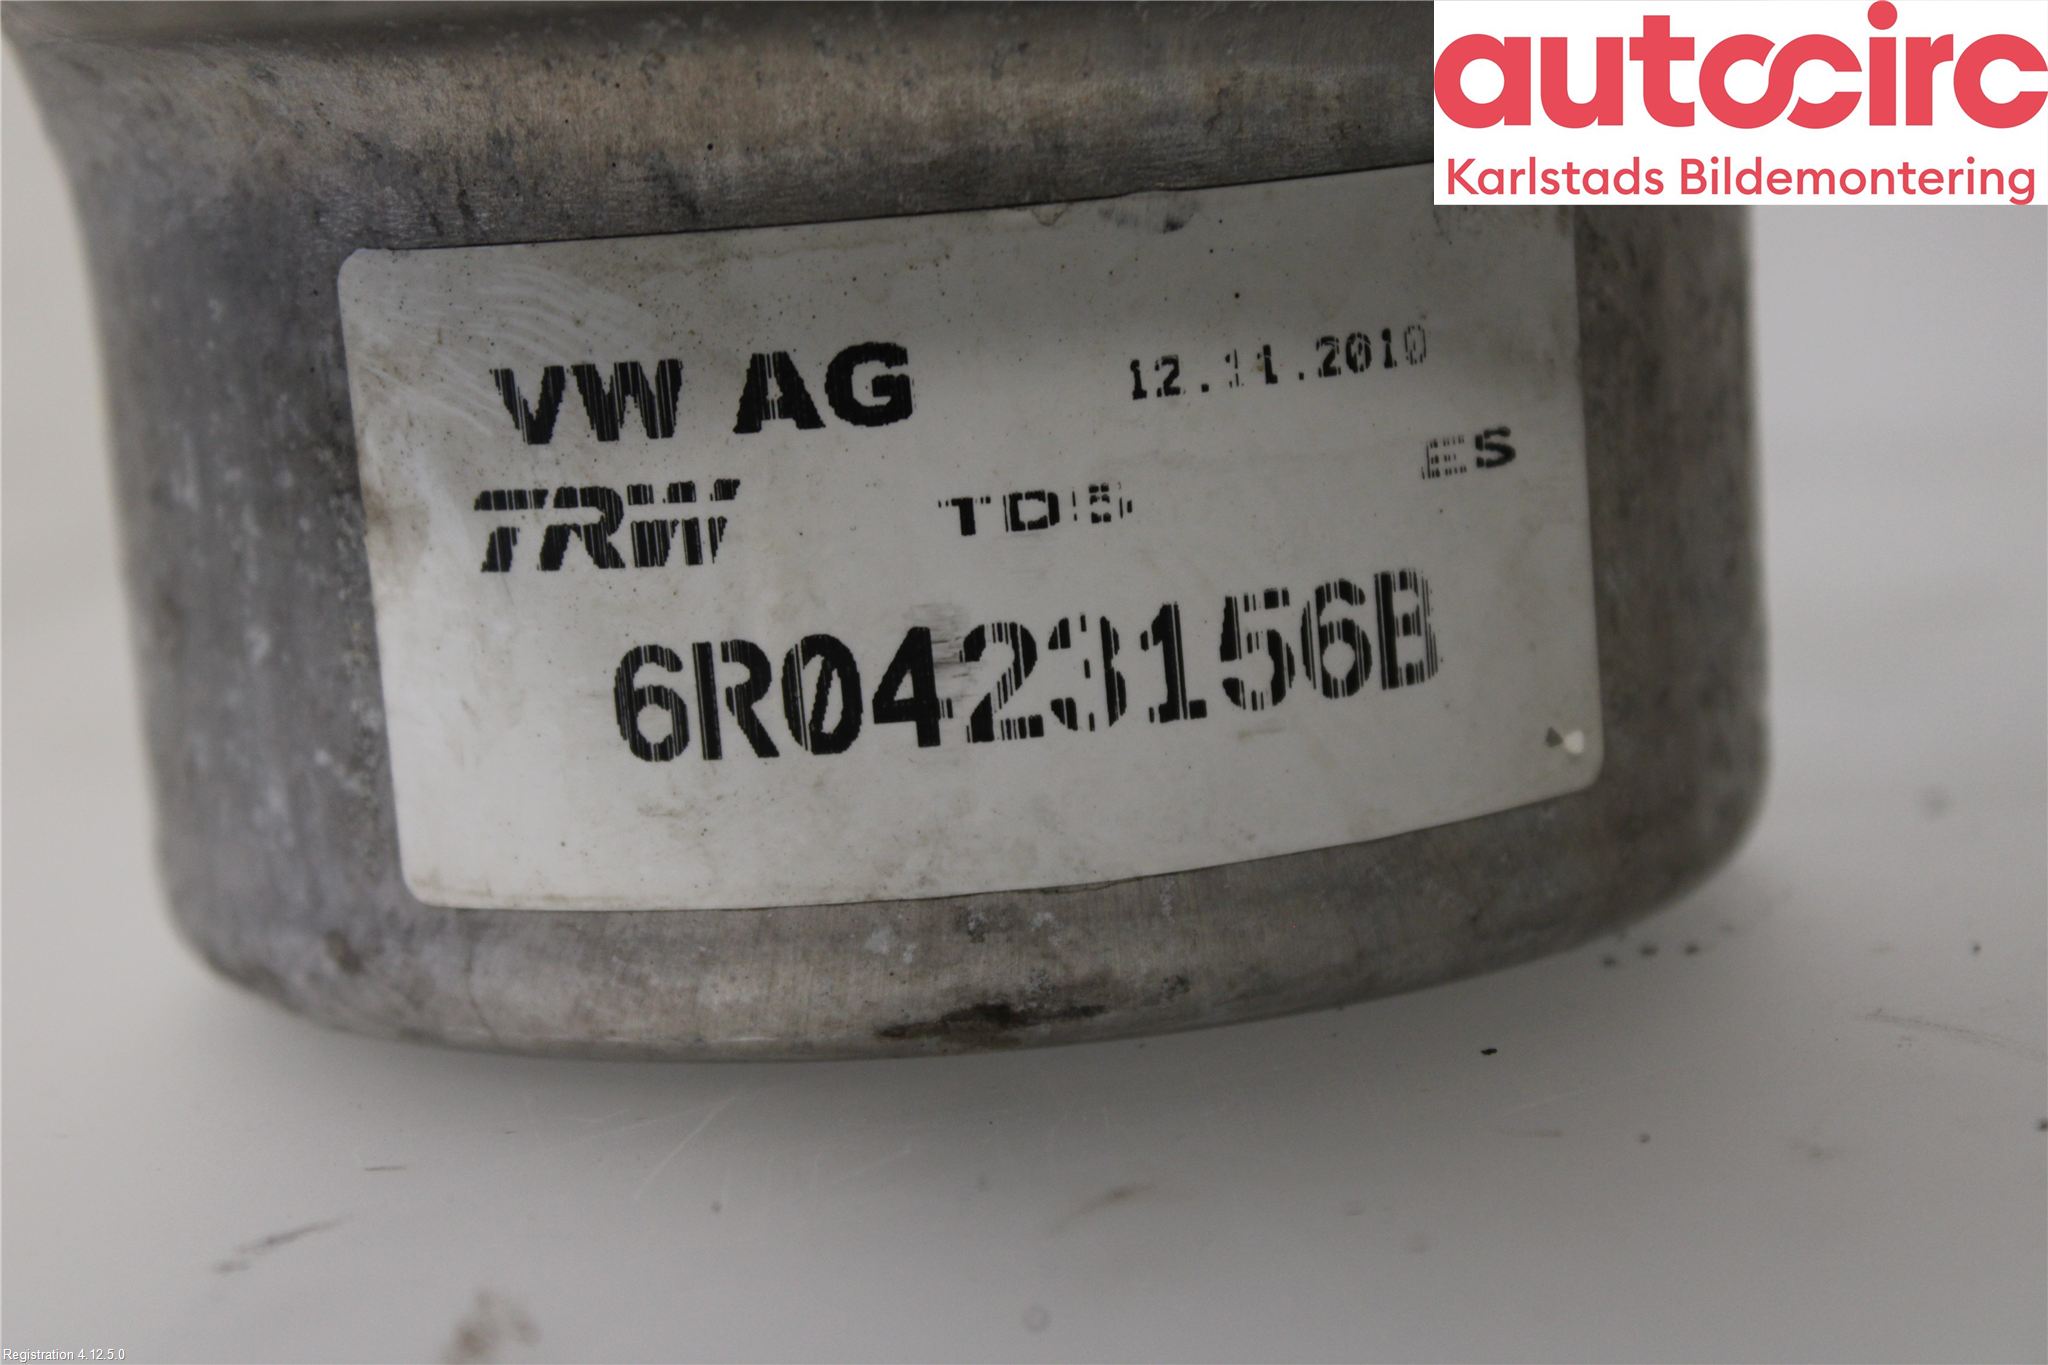 autocirc
Karlstads Bildemontering
VW AG 12.11.2010
ES
TRW
6R0423156B
Registration 4.12.5.0